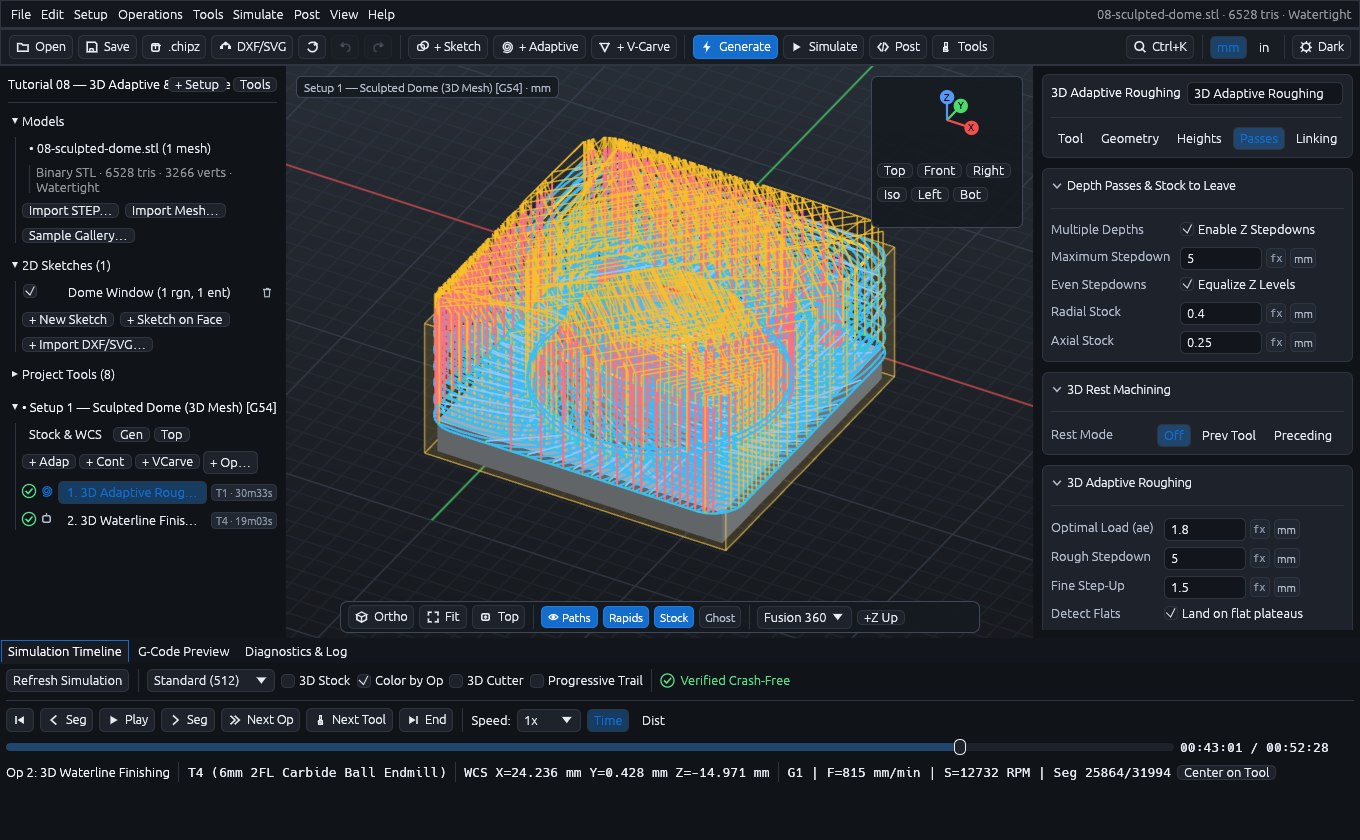 File Edit Setup Operations Tools Simulate Post View Help
08-sculpted-dome.stl · 6528 tris · Watertight
Open Save .chipz DXF/SVG + Sketch + Adaptive + V-Carve Generate Simulate Post Tools Ctrl+K mm in Dark
Tutorial 08 — 3D Adaptive & + Setup Tools
Models
• 08-sculpted-dome.stl (1 mesh)
Binary STL · 6528 tris · 3266 verts ·
Watertight
Import STEP… Import Mesh…
Sample Gallery…
2D Sketches (1)
Dome Window (1 rgn, 1 ent)
+ New Sketch + Sketch on Face
+ Import DXF/SVG…
Project Tools (8)
• Setup 1 — Sculpted Dome (3D Mesh) [G54]
Stock & WCS Gen Top
+ Adap + Cont + VCarve + Op…
1. 3D Adaptive Roug… T1 · 30m33s
2. 3D Waterline Finis… T4 · 19m03s
Setup 1 — Sculpted Dome (3D Mesh) [G54] · mm
Z
Y
X
Top Front Right
Iso Left Bot
Ortho Fit Top Paths Rapids Stock Ghost Fusion 360 +Z Up
3D Adaptive Roughing 3D Adaptive Roughing
Tool Geometry Heights Passes Linking
Depth Passes & Stock to Leave
Multiple Depths Enable Z Stepdowns
Maximum Stepdown 5 fx mm
Even Stepdowns Equalize Z Levels
Radial Stock 0.4 fx mm
Axial Stock 0.25 fx mm
3D Rest Machining
Rest Mode Off Prev Tool Preceding
3D Adaptive Roughing
Optimal Load (ae) 1.8 fx mm
Rough Stepdown 5 fx mm
Fine Step-Up 1.5 fx mm
Detect Flats Land on flat plateaus
Simulation Timeline G-Code Preview Diagnostics & Log
Refresh Simulation Standard (512) 3D Stock Color by Op 3D Cutter Progressive Trail Verified Crash-Free
Seg Play Seg Next Op Next Tool End Speed: 1x Time Dist
00:43:01 / 00:52:28
Op 2: 3D Waterline Finishing T4 (6mm 2FL Carbide Ball Endmill) WCS X=24.236 mm Y=0.428 mm Z=−14.971 mm G1 | F=815 mm/min | S=12732 RPM | Seg 25864/31994 Center on Tool